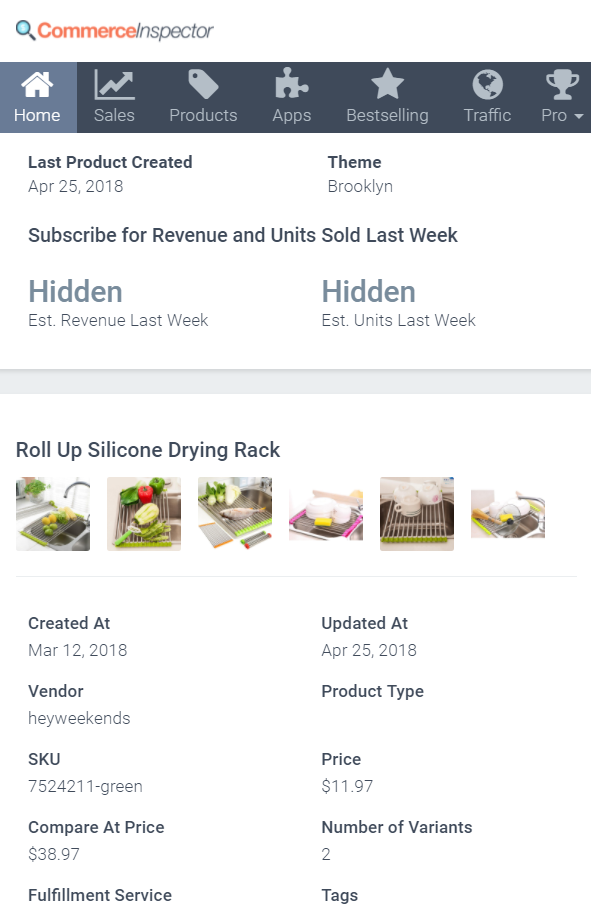 CommerceInspector
Home Sales Products Apps Bestselling Traffic Pro
Last Product Created Theme
Apr 25, 2018 Brooklyn
Subscribe for Revenue and Units Sold Last Week
Hidden Hidden
Est. Revenue Last Week Est. Units Last Week
Roll Up Silicone Drying Rack
Created At Updated At
Mar 12, 2018 Apr 25, 2018
Vendor Product Type
heyweekends
SKU Price
7524211-green $11.97
Compare At Price Number of Variants
$38.97 2
Fulfillment Service Tags